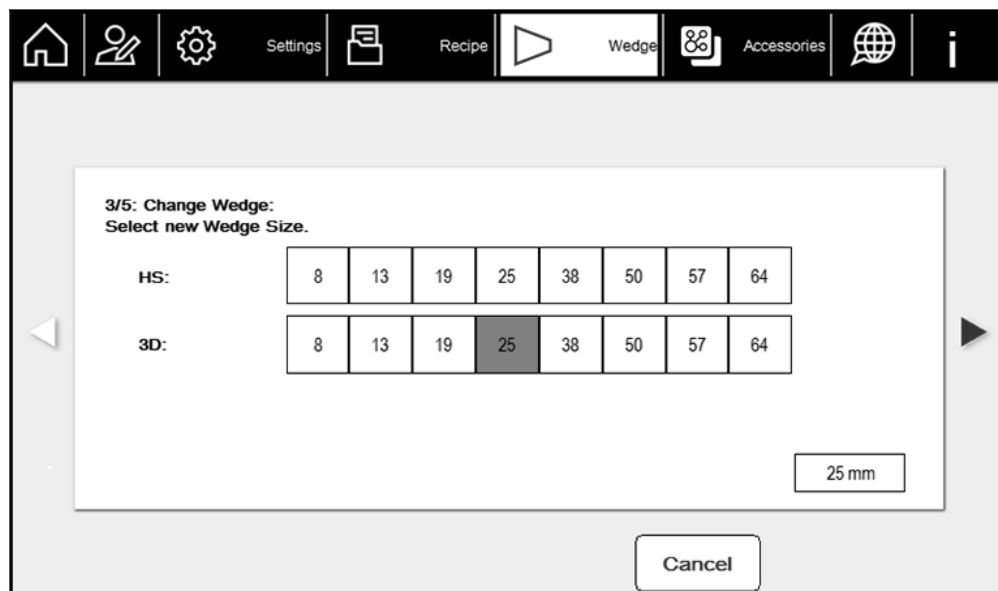 Settings Recipe Wedge Accessories i
3/5: Change Wedge:
Select new Wedge Size.
HS: 8 13 19 25 38 50 57 64
3D: 8 13 19 25 38 50 57 64
25 mm
Cancel